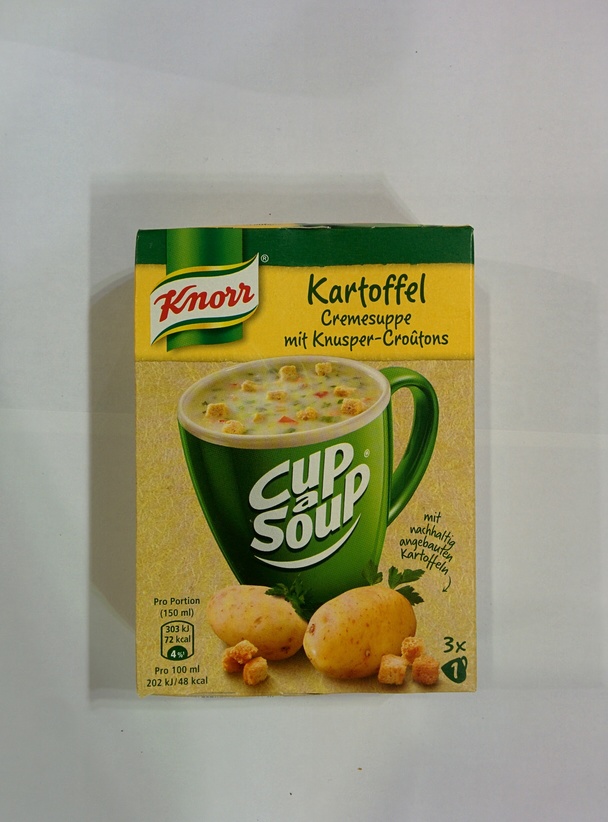 Knorr®
Kartoffel
Cremesuppe
mit Knusper-Croûtons
Cup
a
Soup®
mit
nachhaltig
angebauten
Kartoffeln
Pro Portion
(150 ml)
303 kJ
72 kcal
4%¹
Pro 100 ml
202 kJ/48 kcal
3x
1